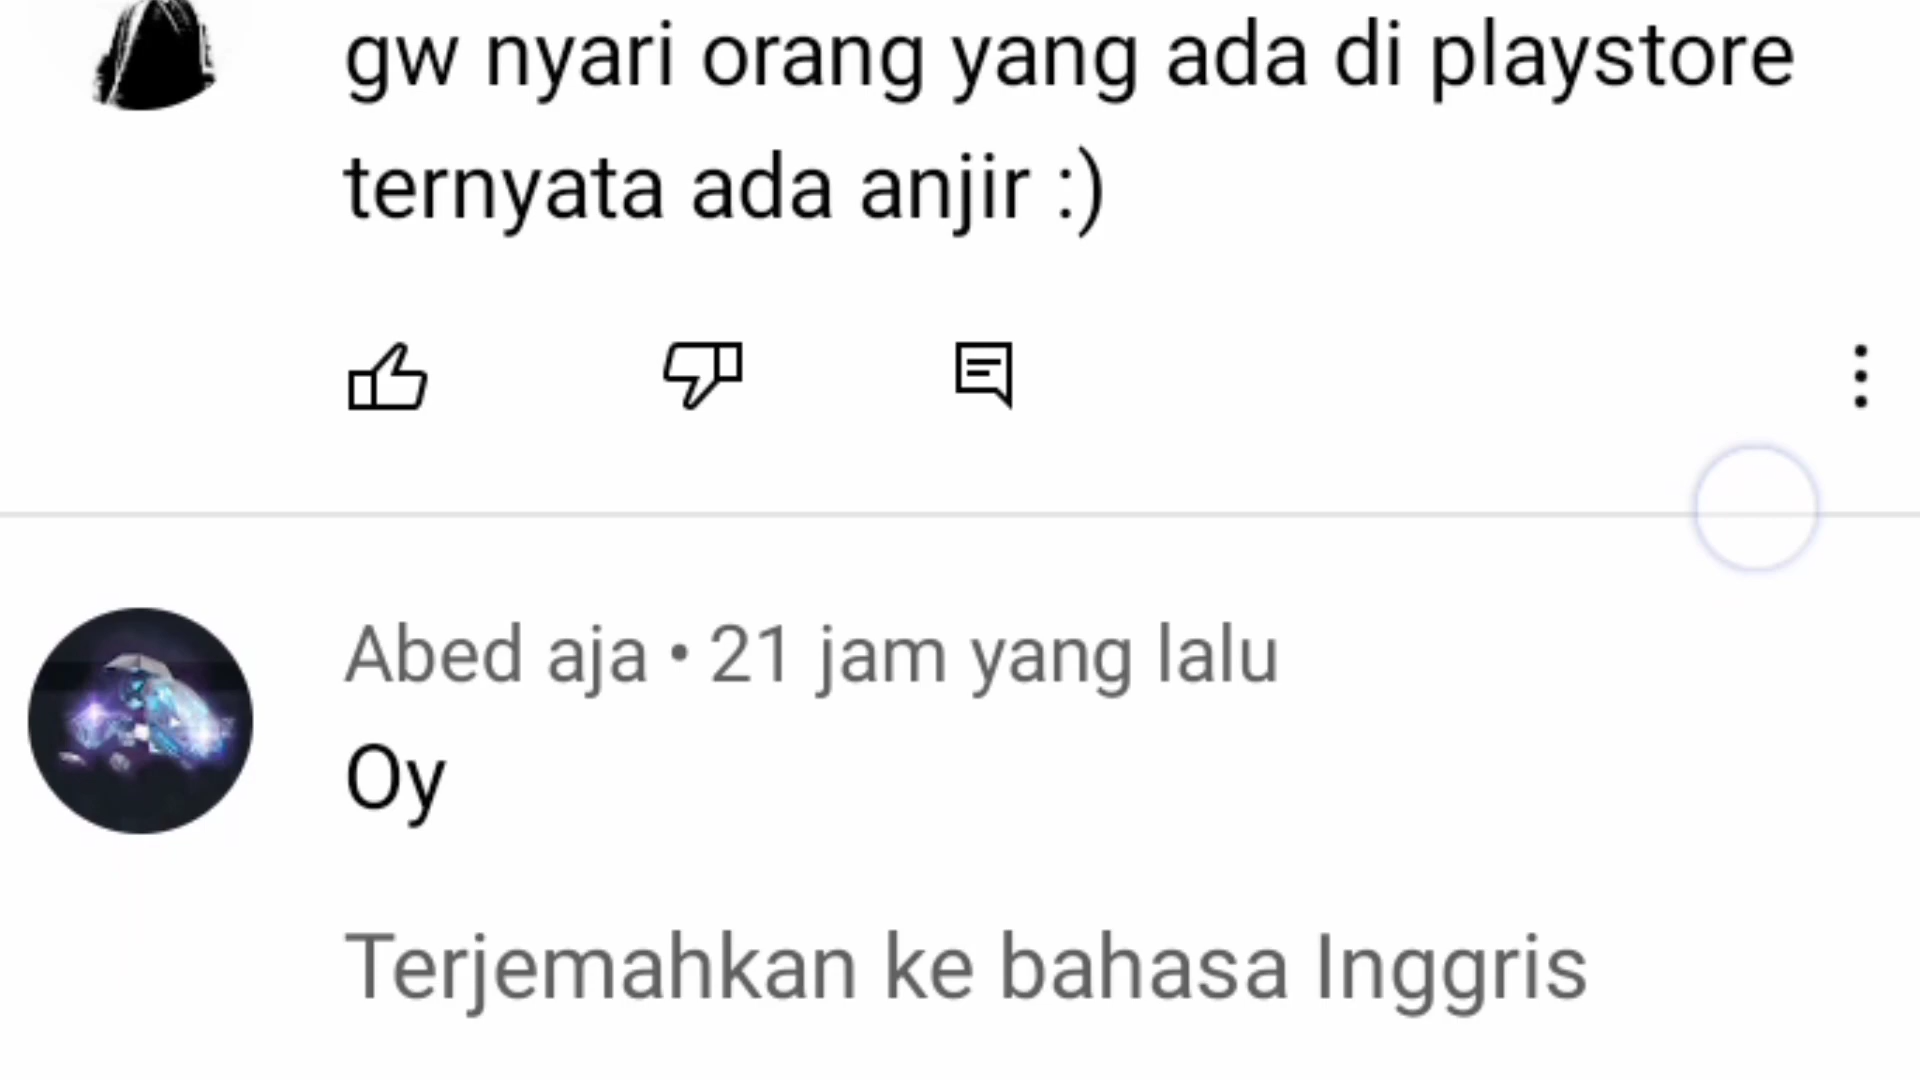 gw nyari orang yang ada di playstore
ternyata ada anjir :)
Abed aja • 21 jam yang lalu
Oy
Terjemahkan ke bahasa Inggris